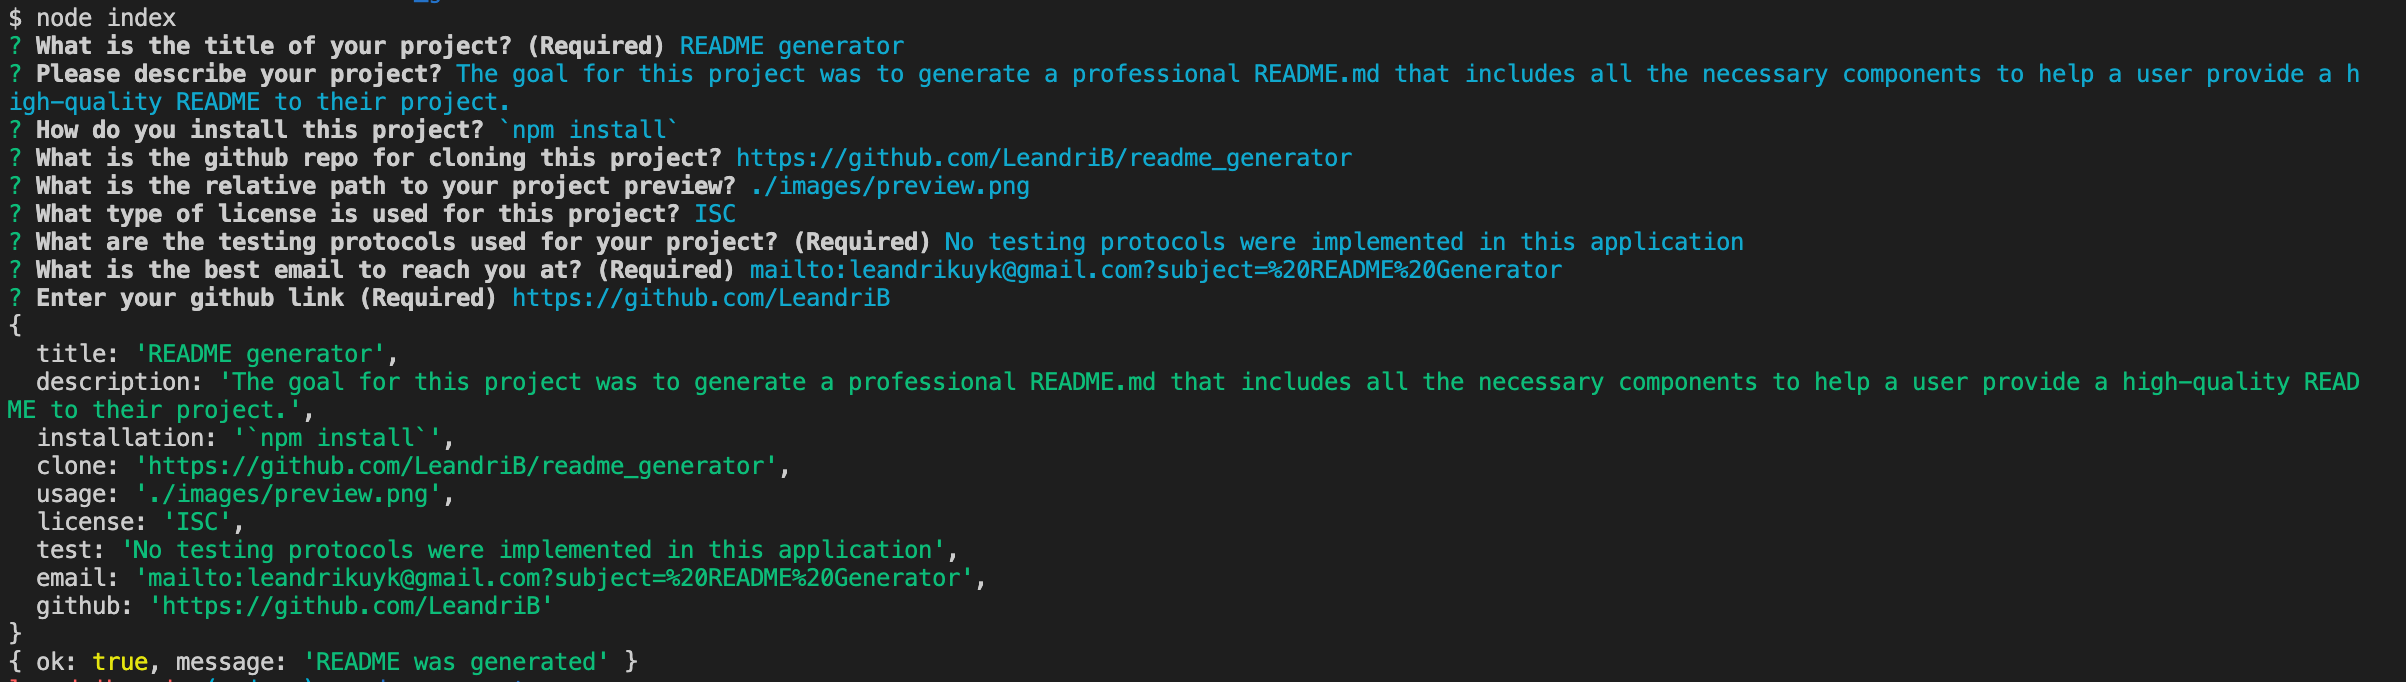 $ node index
? What is the title of your project? (Required) README generator
? Please describe your project? The goal for this project was to generate a professional README.md that includes all the necessary components to help a user provide a h
igh-quality README to their project.
? How do you install this project? `npm install`
? What is the github repo for cloning this project? https://github.com/LeandriB/readme_generator
? What is the relative path to your project preview? ./images/preview.png
? What type of license is used for this project? ISC
? What are the testing protocols used for your project? (Required) No testing protocols were implemented in this application
? What is the best email to reach you at? (Required) mailto:leandrikuyk@gmail.com?subject=%20README%20Generator
? Enter your github link (Required) https://github.com/LeandriB
{
  title: 'README generator',
  description: 'The goal for this project was to generate a professional README.md that includes all the necessary components to help a user provide a high-quality READ
ME to their project.',
  installation: '`npm install`',
  clone: 'https://github.com/LeandriB/readme_generator',
  usage: './images/preview.png',
  license: 'ISC',
  test: 'No testing protocols were implemented in this application',
  email: 'mailto:leandrikuyk@gmail.com?subject=%20README%20Generator',
  github: 'https://github.com/LeandriB'
}
{ ok: true, message: 'README was generated' }